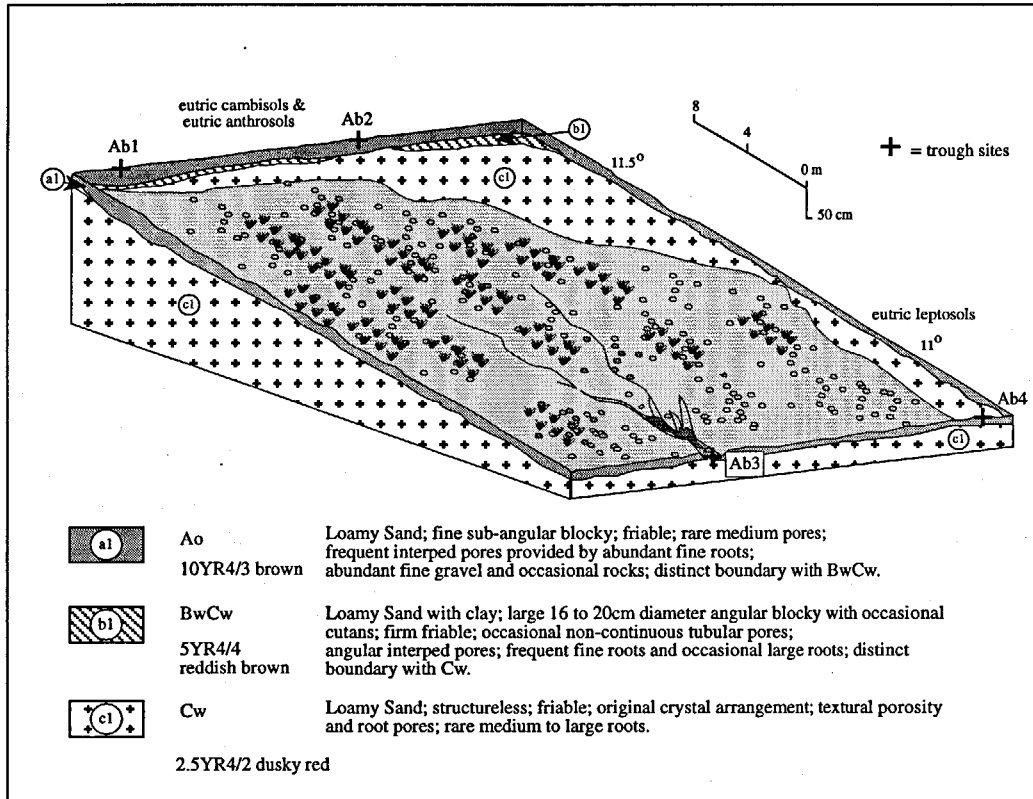 eutric cambisols &
eutric anthrosols
Ab1
Ab2
a1
b1
c1
c1
11.5°
8
4
0 m
50 cm
+ = trough sites
eutric leptosols
11°
Ab4
c1
Ab3
a1
Ao
10YR4/3 brown
Loamy Sand; fine sub-angular blocky; friable; rare medium pores;
frequent interped pores provided by abundant fine roots;
abundant fine gravel and occasional rocks; distinct boundary with BwCw.
b1
BwCw
5YR4/4
reddish brown
Loamy Sand with clay; large 16 to 20cm diameter angular blocky with occasional
cutans; firm friable; occasional non-continuous tubular pores;
angular interped pores; frequent fine roots and occasional large roots; distinct
boundary with Cw.
c1
Cw
2.5YR4/2 dusky red
Loamy Sand; structureless; friable; original crystal arrangement; textural porosity
and root pores; rare medium to large roots.